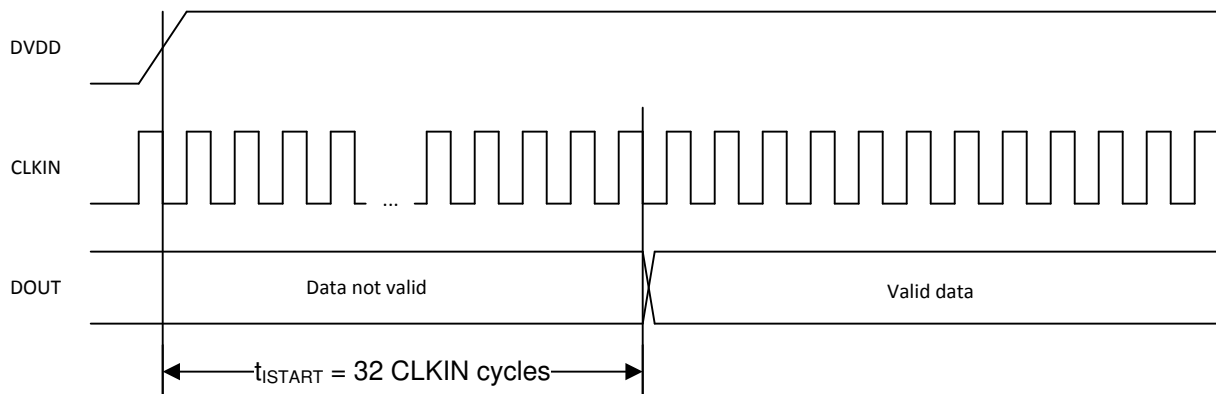 DVDD
CLKIN
...
DOUT
Data not valid
Valid data
tISTART = 32 CLKIN cycles